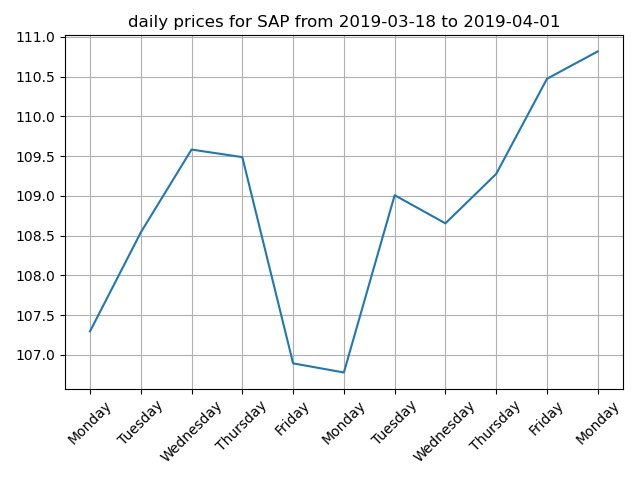 daily prices for SAP from 2019-03-18 to 2019-04-01
111.0
110.5
110.0
109.5
109.0
108.5
108.0
107.5
107.0
Monday
Tuesday
Wednesday
Thursday
Friday
Monday
Tuesday
Wednesday
Thursday
Friday
Monday